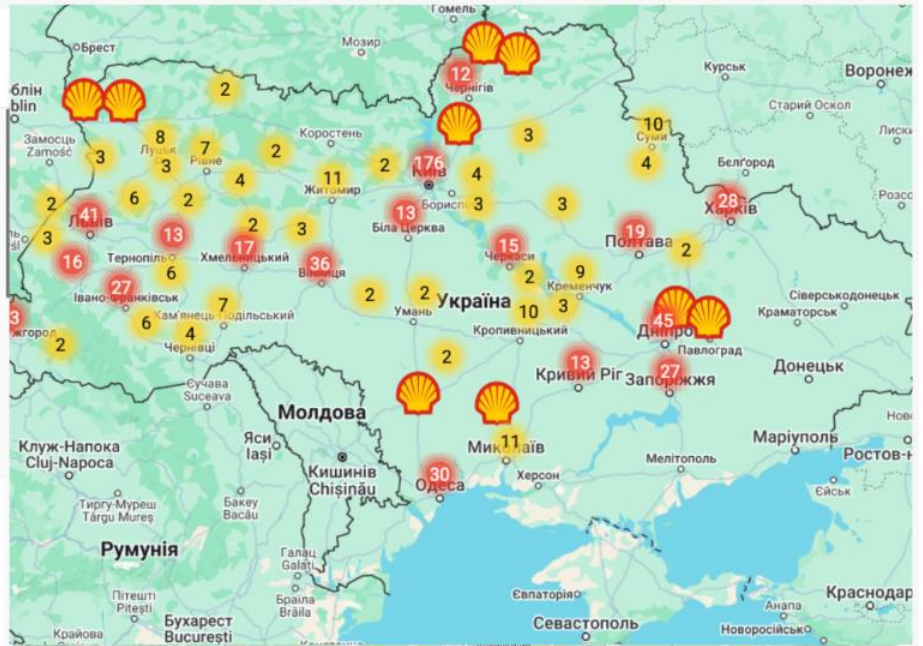 Гомель
Мозир
Брест
Курськ
Воронеж
блін
blin
12
Чернігів
2
Старий Оскол
Замосць
Zamość
Коростень
10
Суми
Лиски
8
Луцьк
7
Рівне
3
3
3
2
2
176
Київ
4
4
Бєлґород
11
Житомир
4
2
6
2
Бориспі
3
3
28
Харків
41
Львів
13
Біла Церква
3
13
Тернопіль
2
3
17
Хмельницький
15
Черкаси
19
Полтава
2
16
6
36
Вінниця
2
9
Кременчук
27
Івано-Франківськ
7
Кам'янець-Подільський
2
2
Умань
Україна
10
3
Кропивницький
Сіверськодонецьк
Краматорськ
3
жгород
2
6
4
Чернівці
45
Дніпро
Павлоград
2
13
Кривий Ріг
27
Запоріжжя
Донецьк
Сучава
Suceava
Молдова
Клуж-Напока
Cluj-Napoca
Яси
Iași
11
Миколаїв
Маріуполь
Ростов-н
Кишинів
Chișinău
30
Одеса
Херсон
Мелітополь
Єйськ
Тиргу-Муреш
Târgu Mureș
Бакеу
Bacău
Румунія
Галац
Galați
Пітешті
Pitești
Браїла
Brăila
Євпаторія
Краснодар
Бухарест
București
Севастополь
Анапа
Новоросійськ
Крайова